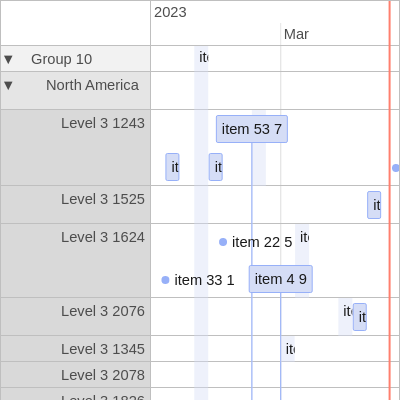 2023
Mar
▼ Group 10 it
▼ North America
Level 3 1243 item 53 7
it it
Level 3 1525 it
Level 3 1624 item 22 5 ite
item 33 1 item 4 9
Level 3 2076 it it
Level 3 1345 it
Level 3 2078
Level 3 1826